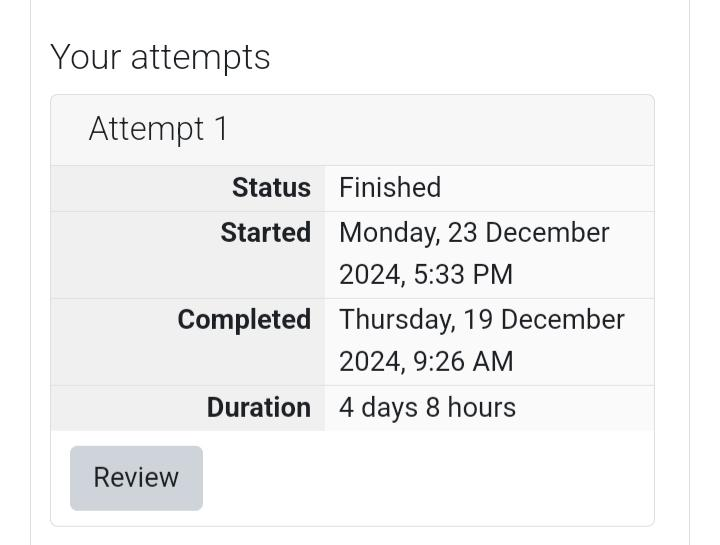 Your attempts
Attempt 1
Status Finished
Started Monday, 23 December
2024, 5:33 PM
Completed Thursday, 19 December
2024, 9:26 AM
Duration 4 days 8 hours
Review